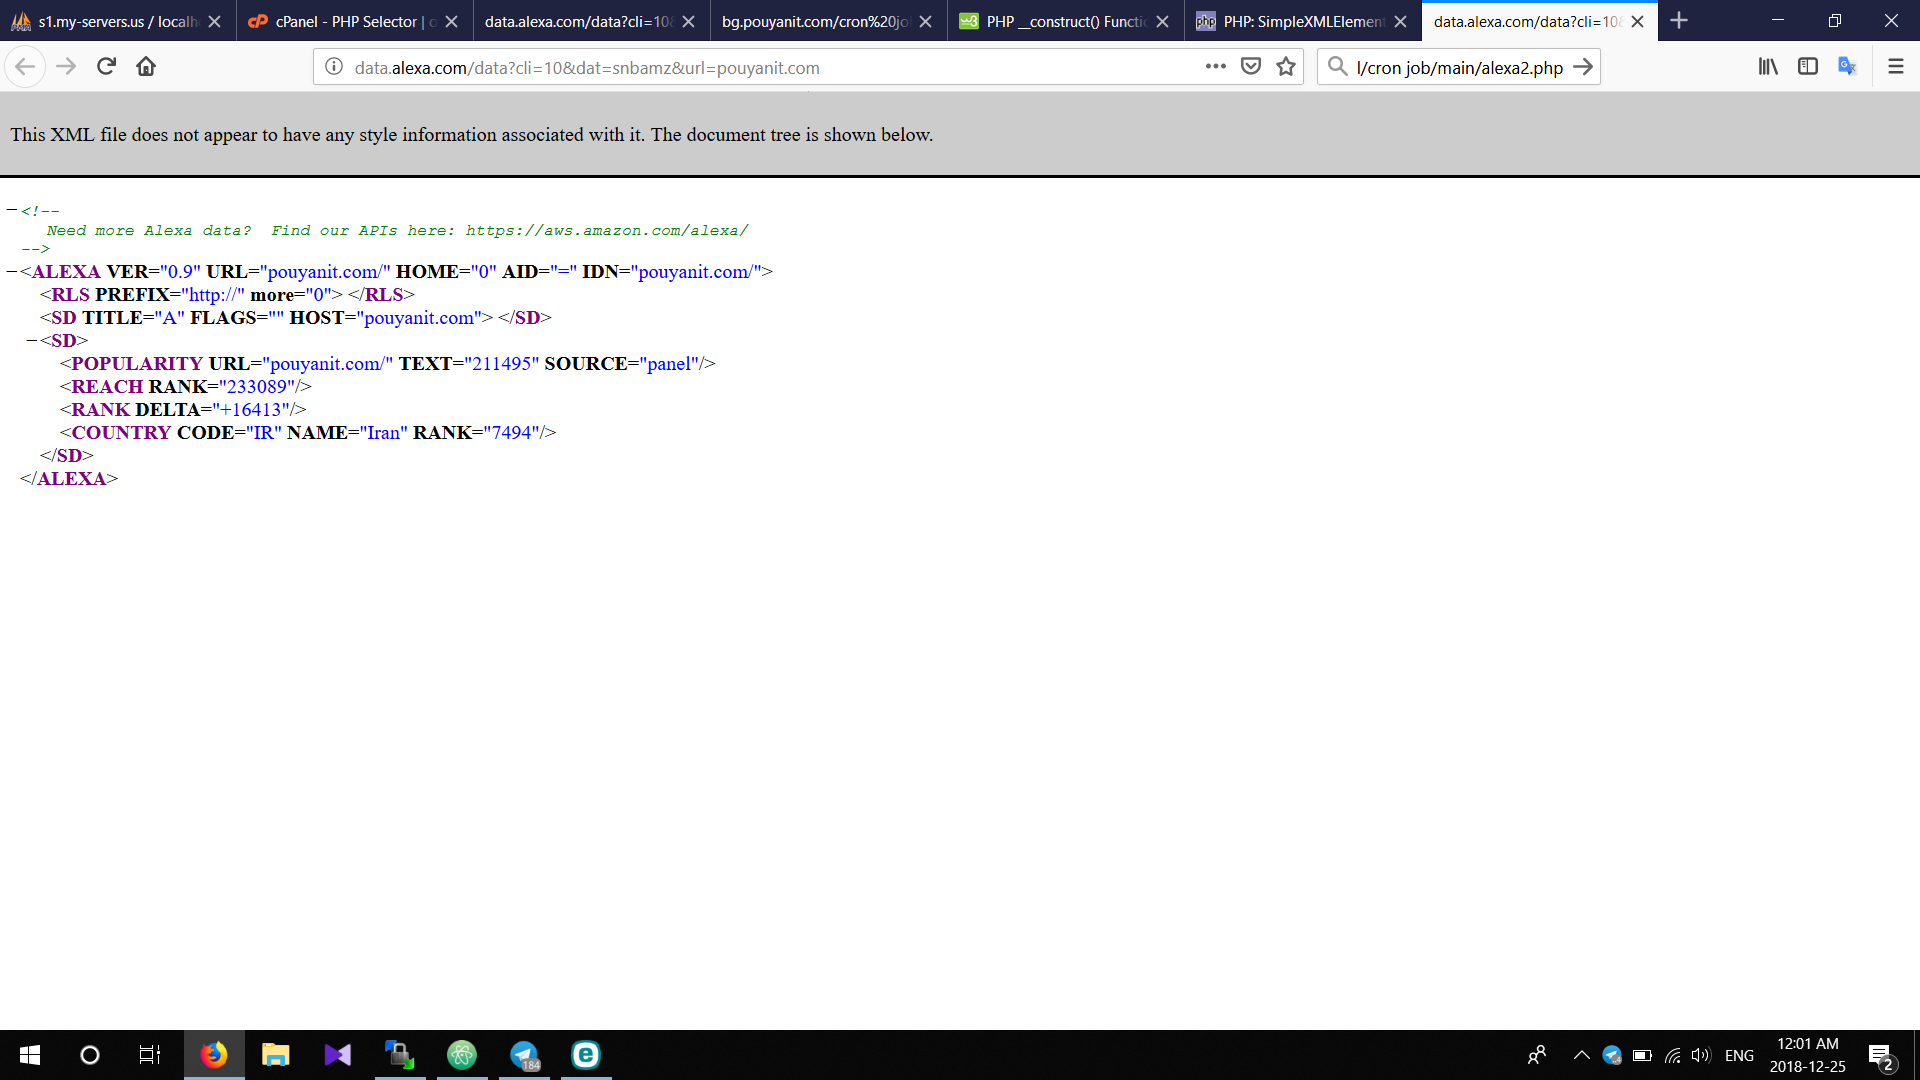 s1.my-servers.us / localh
cPanel - PHP Selector |
data.alexa.com/data?cli=10
bg.pouyanit.com/cron%20jo
PHP __construct() Functi
PHP: SimpleXMLElement
data.alexa.com/data?cli=10
data.alexa.com/data?cli=10&dat=snbamz&url=pouyanit.com
l/cron job/main/alexa2.php
This XML file does not appear to have any style information associated with it. The document tree is shown below.
−<!--
Need more Alexa data?  Find our APIs here: https://aws.amazon.com/alexa/
-->
−<ALEXA VER="0.9" URL="pouyanit.com/" HOME="0" AID="=" IDN="pouyanit.com/">
<RLS PREFIX="http://" more="0"> </RLS>
<SD TITLE="A" FLAGS="" HOST="pouyanit.com"> </SD>
−<SD>
<POPULARITY URL="pouyanit.com/" TEXT="211495" SOURCE="panel"/>
<REACH RANK="233089"/>
<RANK DELTA="+16413"/>
<COUNTRY CODE="IR" NAME="Iran" RANK="7494"/>
</SD>
</ALEXA>
184
ENG
12:01 AM
2018-12-25
2